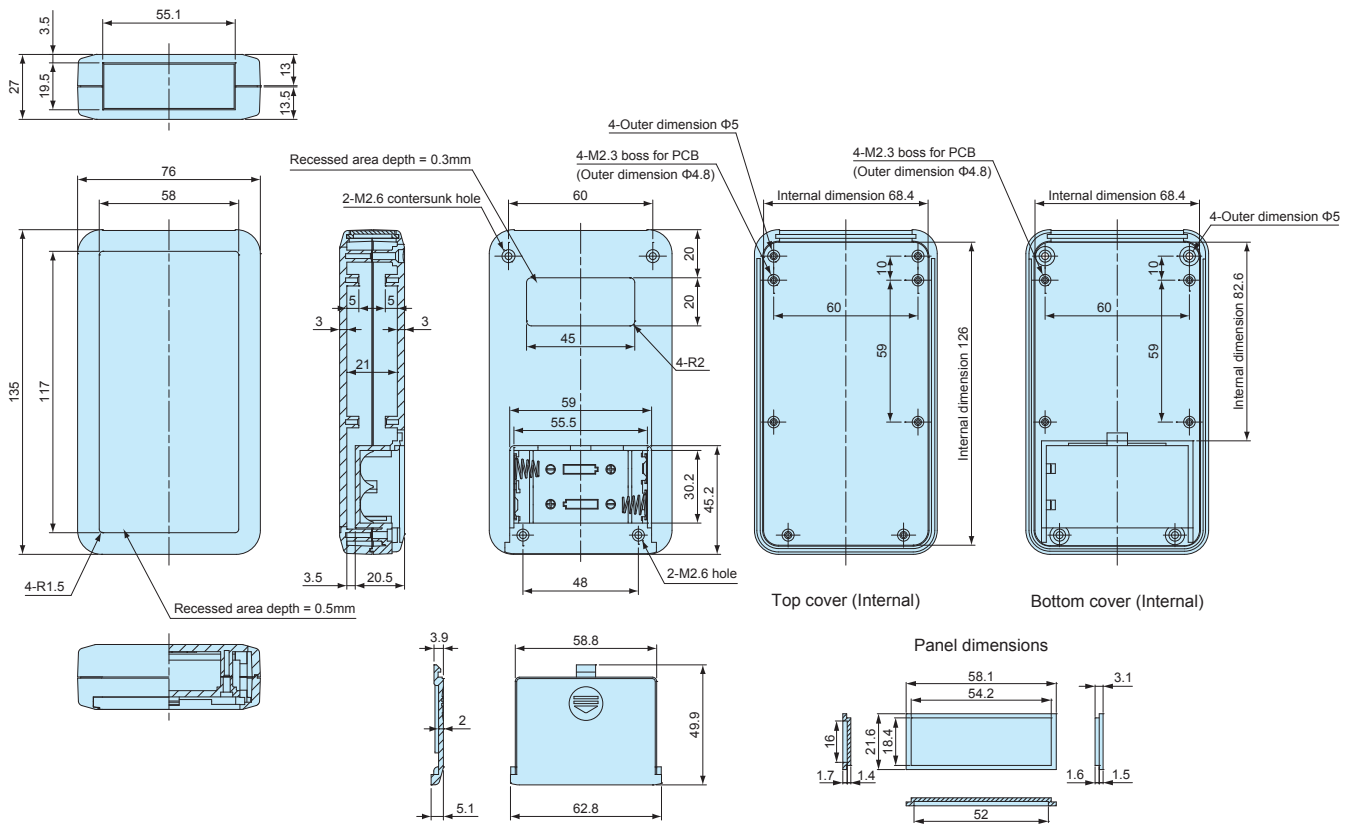 55.1
3.5
27
19.5
13
13.5
76
58
135
117
4-R1.5
Recessed area depth = 0.5mm
5
5
3
3
21
3.5
20.5
Recessed area depth = 0.3mm
2-M2.6 contersunk hole
60
20
20
45
4-R2
59
55.5
30.2
45.2
2-M2.6 hole
48
4-Outer dimension Φ5
4-M2.3 boss for PCB
(Outer dimension Φ4.8)
Internal dimension 68.4
10
60
59
Internal dimension 126
Top cover (Internal)
4-M2.3 boss for PCB
(Outer dimension Φ4.8)
Internal dimension 68.4
4-Outer dimension Φ5
10
60
59
Internal dimension 82.6
Bottom cover (Internal)
3.9
2
5.1
58.8
49.9
62.8
Panel dimensions
58.1
54.2
3.1
16
21.6
18.4
1.7
1.4
1.6
1.5
52